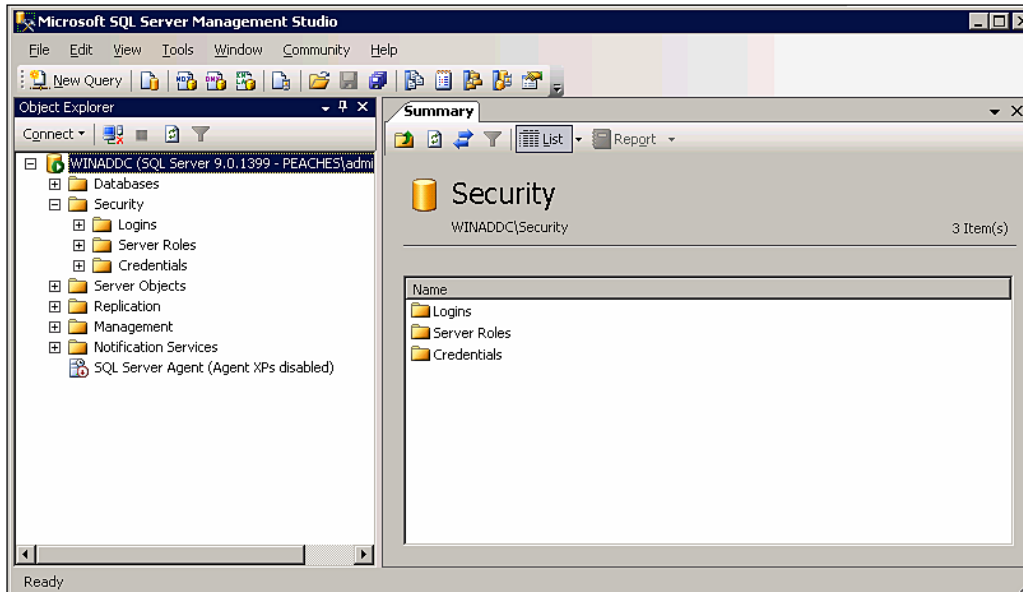 Microsoft SQL Server Management Studio
File Edit View Tools Window Community Help
New Query
Object Explorer
Connect
WINADDC (SQL Server 9.0.1399 - PEACHES\admi
Databases
Security
Logins
Server Roles
Credentials
Server Objects
Replication
Management
Notification Services
SQL Server Agent (Agent XPs disabled)
Summary
List Report
Security
WINADDC\Security 3 Item(s)
Name
Logins
Server Roles
Credentials
Ready